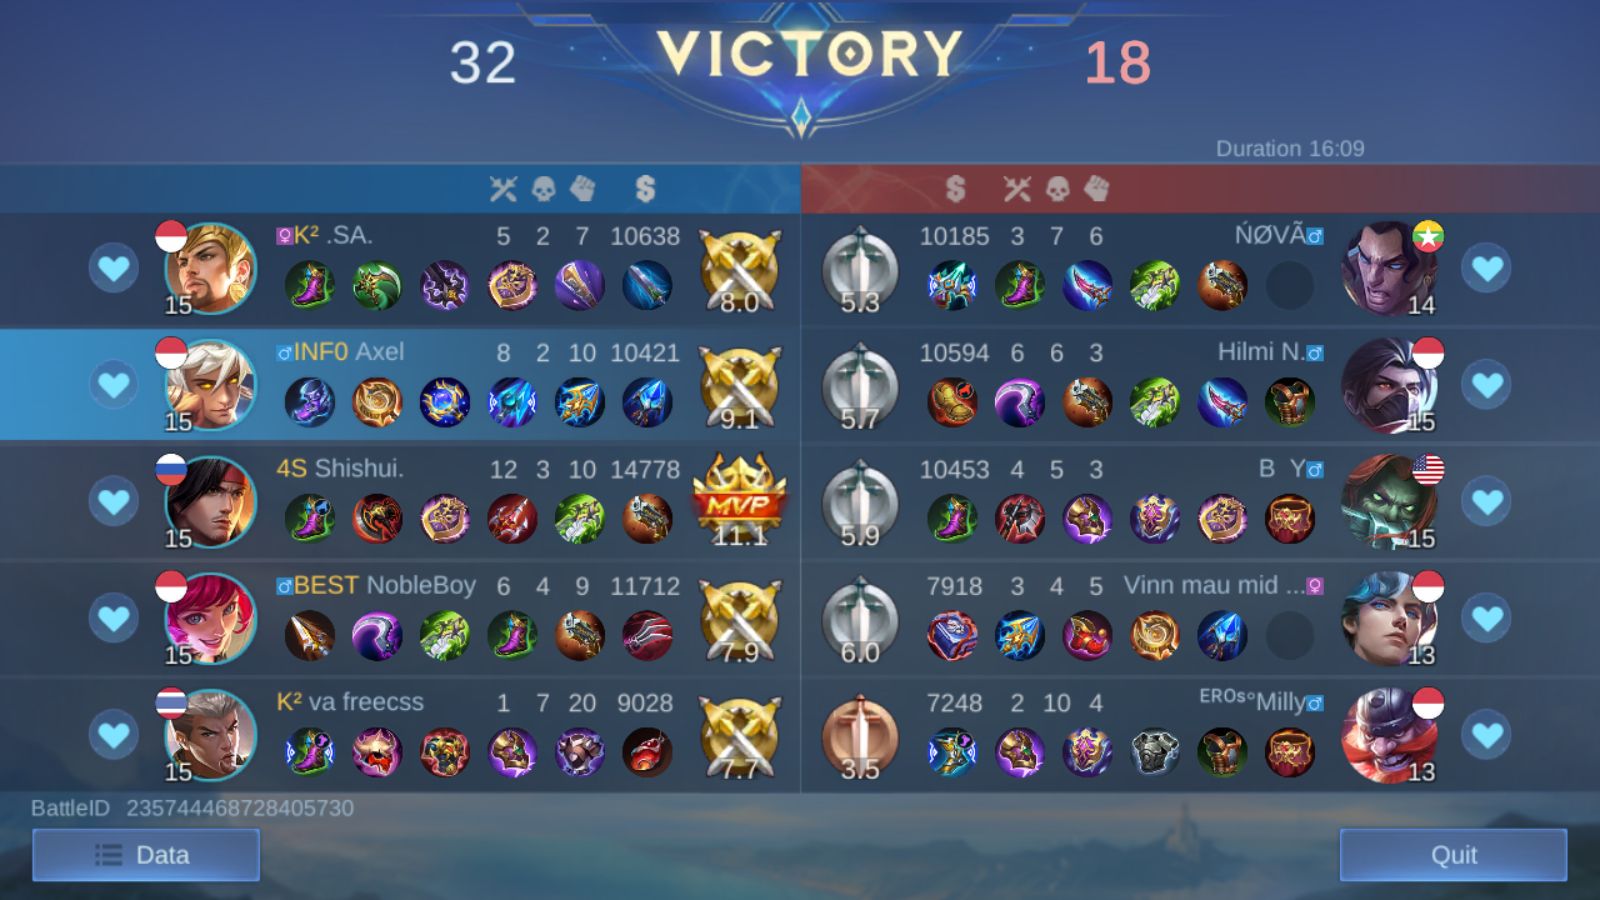 32 VICTORY 18
Duration 16:09
K² .SA. 5 2 7 10638
15 8.0
10185 3 7 6 ŃØVÃ
5.3 14
INF0 Axel 8 2 10 10421
15 9.1
10594 6 6 3 Hilmi N.
5.7 15
4S Shishui. 12 3 10 14778
MVP
15 11.1
10453 4 5 3 B Y
5.9 15
BEST NobleBoy 6 4 9 11712
15 7.9
7918 3 4 5 Vinn mau mid ...
6.0 13
K² va freecss 1 7 20 9028
15 7.7
7248 2 10 4 ᴱᴿᴼˢ°Milly
3.5 13
BattleID 235744468728405730
Data
Quit